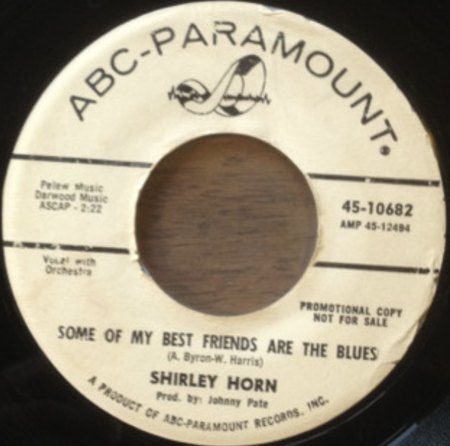 ABC-PARAMOUNT®
Pelew Music
Darwood Music
ASCAP - 2:22
45-10682
AMP 45-12494
Vocal with
Orchestra
PROMOTIONAL COPY
NOT FOR SALE
SOME OF MY BEST FRIENDS ARE THE BLUES
(A. Byron-W. Harris)
SHIRLEY HORN
Prod. by: Johnny Pate
A PRODUCT OF ABC-PARAMOUNT RECORDS, INC.